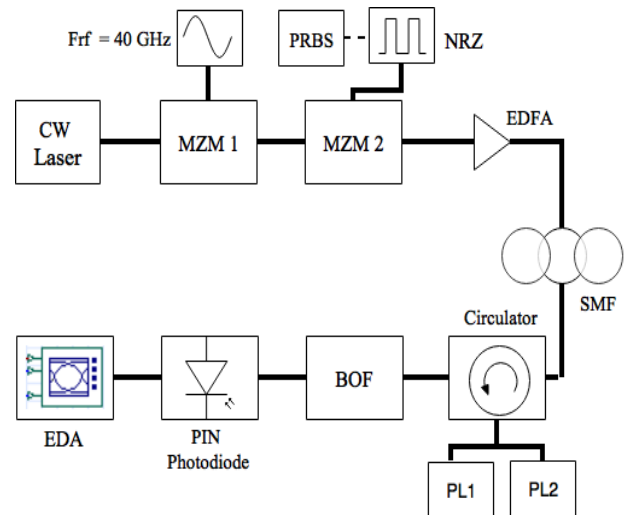 Frf = 40 GHz
PRBS
NRZ
CW
Laser
MZM 1
MZM 2
EDFA
SMF
Circulator
BOF
PIN
Photodiode
EDA
PL1
PL2